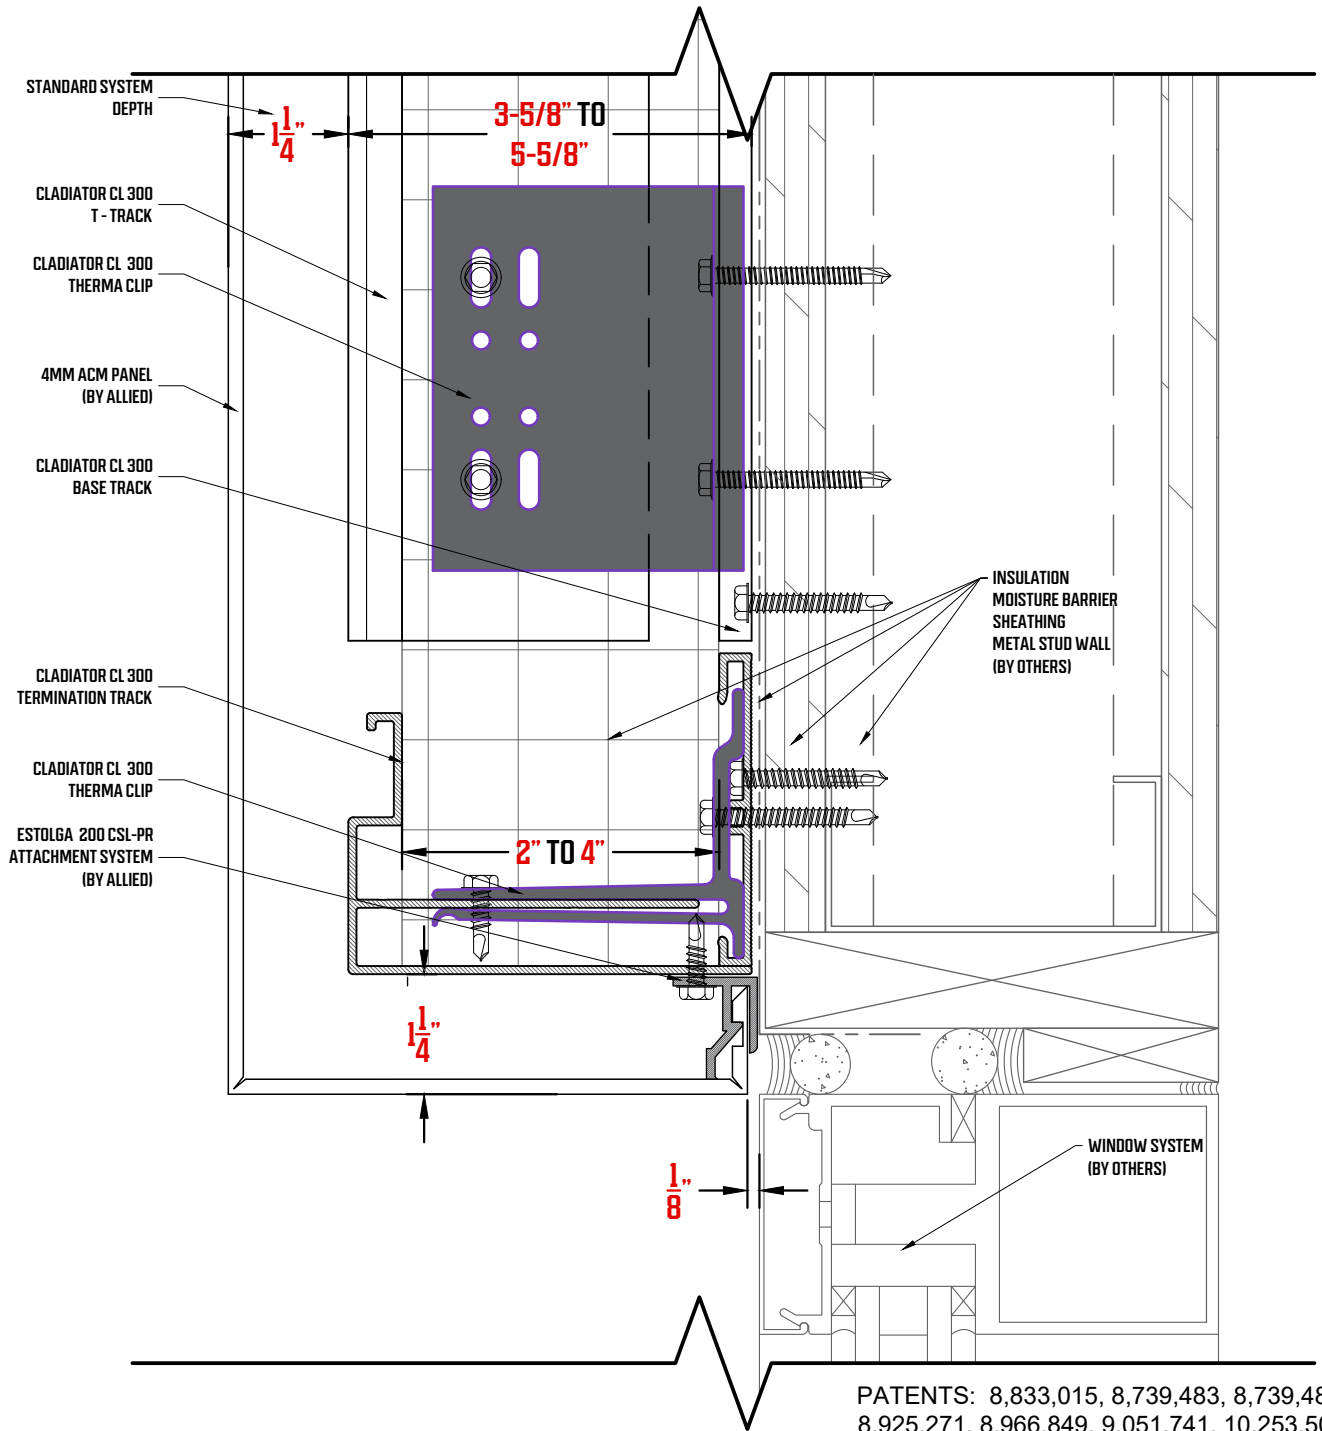 STANDARD SYSTEM
DEPTH
1 1/4"
3-5/8" TO
5-5/8"
CLADIATOR CL 300
T - TRACK
CLADIATOR CL 300
THERMA CLIP
4MM ACM PANEL
(BY ALLIED)
CLADIATOR CL 300
BASE TRACK
INSULATION
MOISTURE BARRIER
SHEATHING
METAL STUD WALL
(BY OTHERS)
CLADIATOR CL 300
TERMINATION TRACK
CLADIATOR CL 300
THERMA CLIP
ESTOLGA 200 CSL-PR
ATTACHMENT SYSTEM
(BY ALLIED)
2" TO 4"
1 1/4"
1/8"
WINDOW SYSTEM
(BY OTHERS)
PATENTS: 8,833,015, 8,739,483, 8,739,48
8,925,271, 8,966,849, 9,051,741, 10,253,50